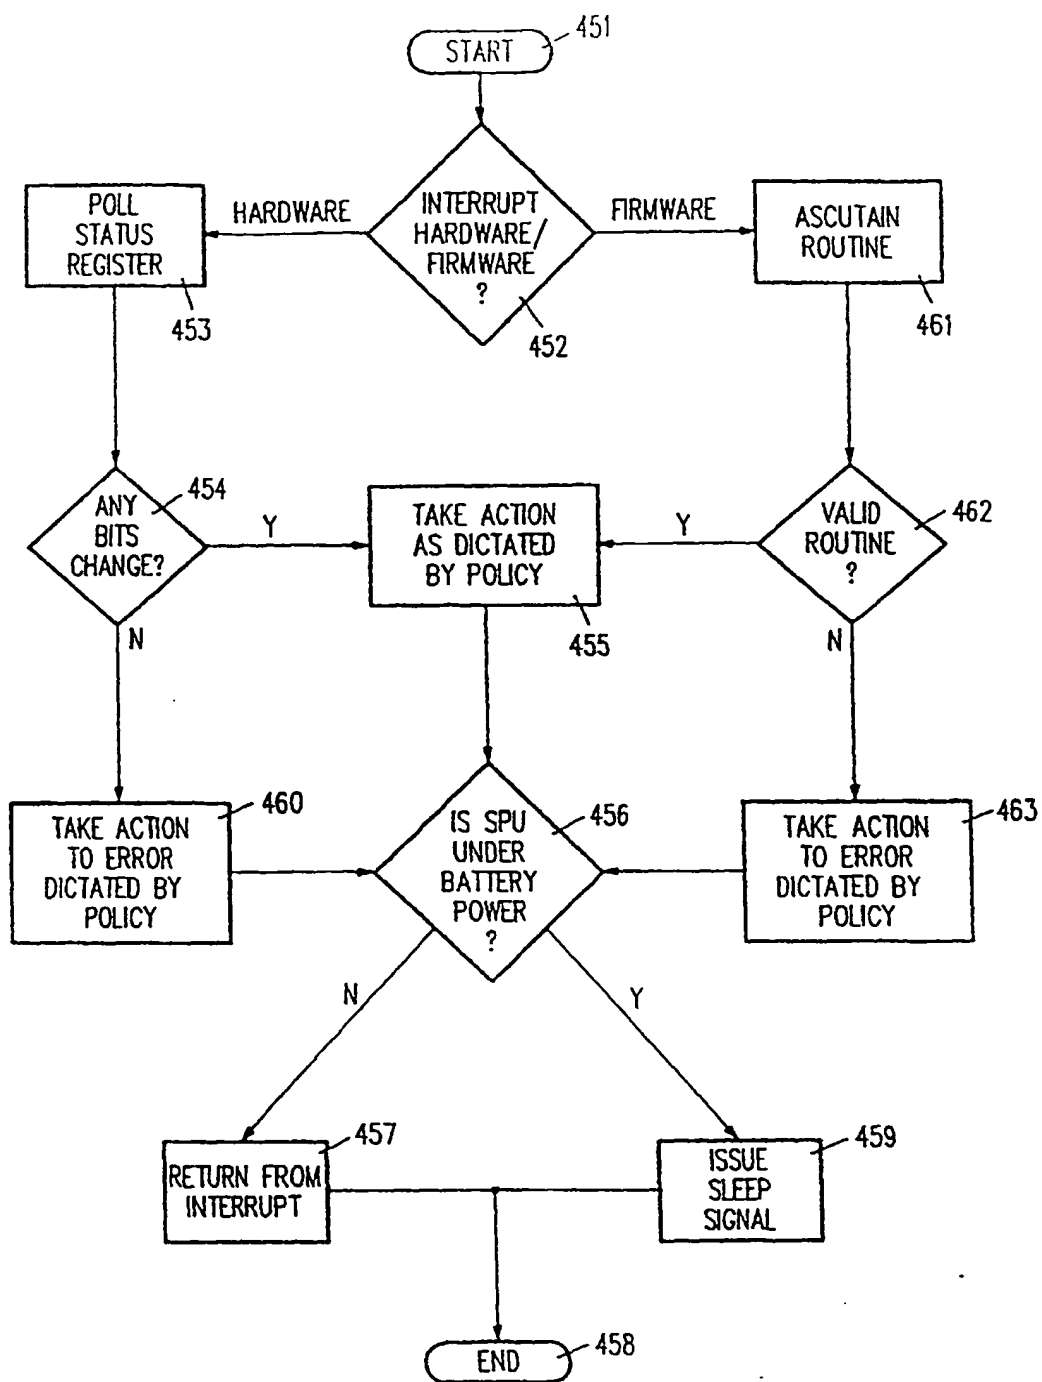 START
451
INTERRUPT
HARDWARE/
FIRMWARE
?
452
HARDWARE
FIRMWARE
POLL
STATUS
REGISTER
453
ASCUTAIN
ROUTINE
461
ANY
BITS
CHANGE?
454
Y
N
TAKE ACTION
AS DICTATED
BY POLICY
455
VALID
ROUTINE
?
462
Y
N
TAKE ACTION
TO ERROR
DICTATED BY
POLICY
460
IS SPU
UNDER
BATTERY
POWER
?
456
TAKE ACTION
TO ERROR
DICTATED BY
POLICY
463
N
Y
RETURN FROM
INTERRUPT
457
ISSUE
SLEEP
SIGNAL
459
END
458